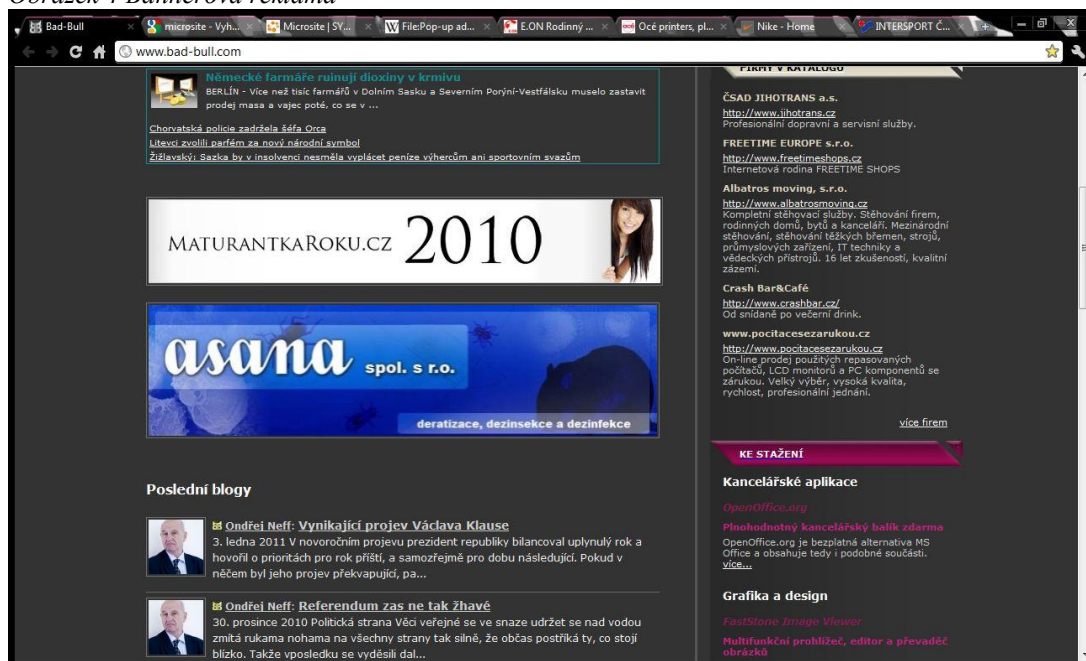 Obrázek 4 Bannerová reklama
Bad-Bull
microsite - Vyh...
Microsite | SY...
File:Pop-up ad...
E.ON Rodinný ...
Océ printers, pl...
Nike - Home
INTERSPORT Č...
www.bad-bull.com
Německé farmáře ruinují dioxiny v krmivu
BERLÍN - Více než tisíc farmářů v Dolním Sasku a Severním Porýní-Vestfálsku muselo zastavit
prodej masa a vajec poté, co se v ...
Chorvatská policie zadržela šéfa Orca
Litevci zvolili parfém za nový národní symbol
Žižlavský: Sazka by v insolvenci nesměla vyplácet peníze výhercům ani sportovním svazům
MATURANTKAROKU.CZ 2010
asana spol. s r.o.
deratizace, dezinsekce a dezinfekce
Poslední blogy
Ondřej Neff: Vynikající projev Václava Klause
3. ledna 2011 V novoročním projevu prezident republiky bilancoval uplynulý rok a
hovořil o prioritách pro rok příští, a samozřejmě pro dobu následující. Pokud v
něčem byl jeho projev překvapující, pa...
Ondřej Neff: Referendum zas ne tak žhavé
30. prosince 2010 Politická strana Věci veřejné se ve snaze udržet se nad vodou
zmítá rukama nohama na všechny strany tak silně, že občas postříká ty, co stojí
blízko. Takže vposledku se vyděsili dal...
FIRMY V KATALOGU
ČSAD JIHOTRANS a.s.
http://www.jihotrans.cz
Profesionální dopravní a servisní služby.
FREETIME EUROPE s.r.o.
http://www.freetimeshops.cz
Internetová rodina FREETIME SHOPS
Albatros moving, s.r.o.
http://www.albatrosmoving.cz
Kompletní stěhovací služby. Stěhování firem,
rodinných domů, bytů a kanceláří. Mezinárodní
stěhování, stěhování těžkých břemen, strojů,
průmyslových zařízení, IT techniky a
vědeckých přístrojů. 16 let zkušeností, kvalitní
zázemí.
Crash Bar&Café
http://www.crashbar.cz/
Od snídaně po večerní drink.
www.pocitacesezarukou.cz
http://www.pocitacesezarukou.cz
On-line prodej použitých repasovaných
počítačů, LCD monitorů a PC komponentů se
zárukou. Velký výběr, vysoká kvalita,
rychlost, profesionální jednání.
více firem
KE STAŽENÍ
Kancelářské aplikace
OpenOffice.org
Plnohodnotný kancelářský balík zdarma
OpenOffice.org je bezplatná alternativa MS
Office a obsahuje tedy i podobné součásti.
více...
Grafika a design
FastStone Image Viewer
Multifunkční prohlížeč, editor a převaděč
obrázků